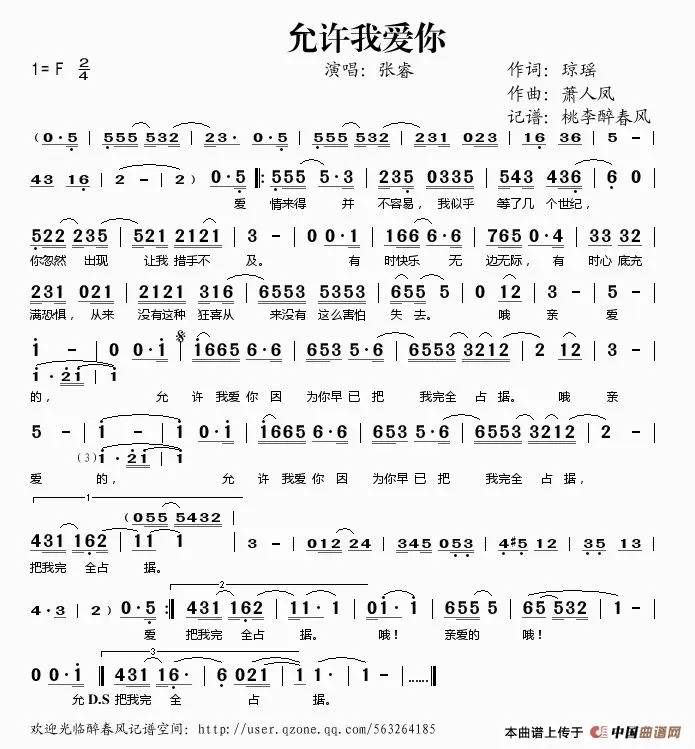 允许我爱你
1=F 2/4 演唱：张睿 作词：琼瑶
作曲：萧人凤
记谱：桃李醉春风
(0·5 | 555 532 | 23· 0·5 | 555 532 | 231 023 | 16 36 | 5 - |
43 16 | 2 - | 2) 0·5 ‖: 555 5·3 | 235 0335 | 543 436 | 6 0 |
爱 情来得 并 不容易，我似乎 等了几 个世纪，
522 235 | 521 2121 | 3 - | 0 0·1 | 166 6·6 | 765 0·4 | 33 32 |
你忽然 出现 让我 措手不 及。 有 时快乐 无 边无际，有 时心 底充
231 021 | 2121 316 | 6553 5353 | 655 5 | 0 12 | 3 - |
满恐惧，从来 没有这种 狂喜从 来没有 这么害怕 失去。 哦 亲 爱
1 - | 0 0·1 | 1665 6·6 | 653 5·6 | 6553 3212 | 2 12 | 3 - |
1·21 | 1
的， 允 许 我爱 你 因 为你早 已 把 我完全 占据。哦 亲
5 - | 1 - | 1 0·1 | 1665 6·6 | 653 5·6 | 6553 3212 | 2 - |
(3) 1·21 | 1
爱 的， 允 许 我爱 你 因 为你早 已 把 我完全 占据，
1
(055 5432 |
431 162 | 11 1 | 3 - | 012 24 | 345 053 | 4#5 12 | 35 13 |
把我完 全占 据。
2
4·3 | 2) 0·5 :‖ 431 162 | 11· | 1 - | 01·1 | 655 5 | 65 532 | 1 - |
爱 把我完 全占 据。 哦！ 亲爱的 哦！
3
0 0·1 ‖ 431 16· | 6 021 | 1 - |……‖
允 D.S 把我完 全 占 据。
欢迎光临醉春风记谱空间：http://user.qzone.qq.com/563264185
本曲谱上传于 中国曲谱网